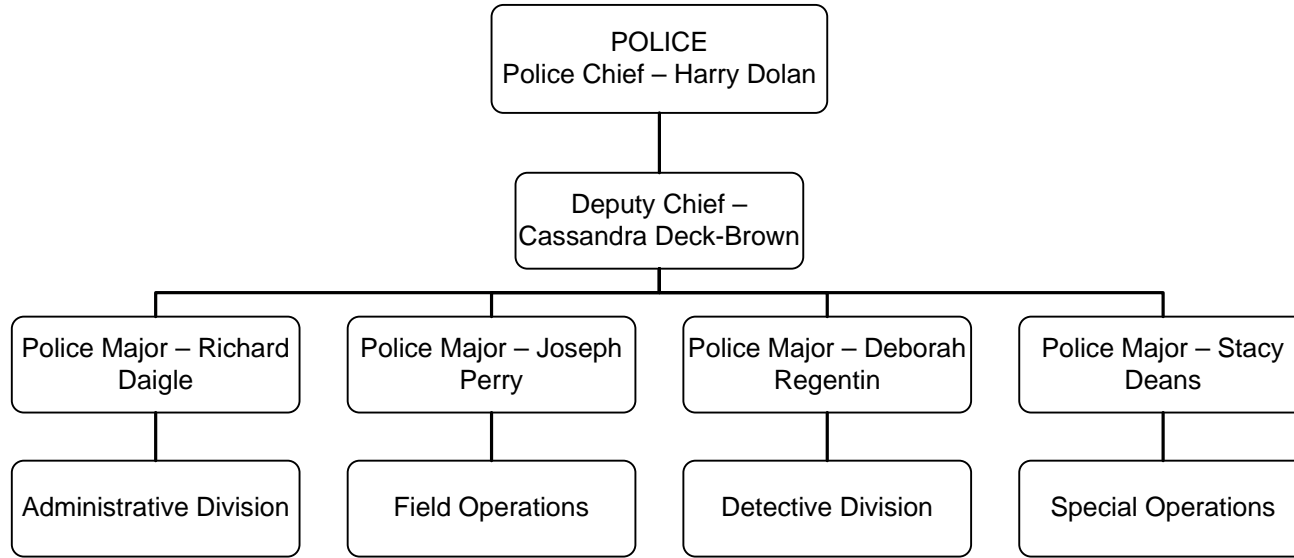 POLICE
Police Chief – Harry Dolan
Deputy Chief –
Cassandra Deck-Brown
Police Major – Richard
Daigle
Police Major – Joseph
Perry
Police Major – Deborah
Regentin
Police Major – Stacy
Deans
Administrative Division
Field Operations
Detective Division
Special Operations